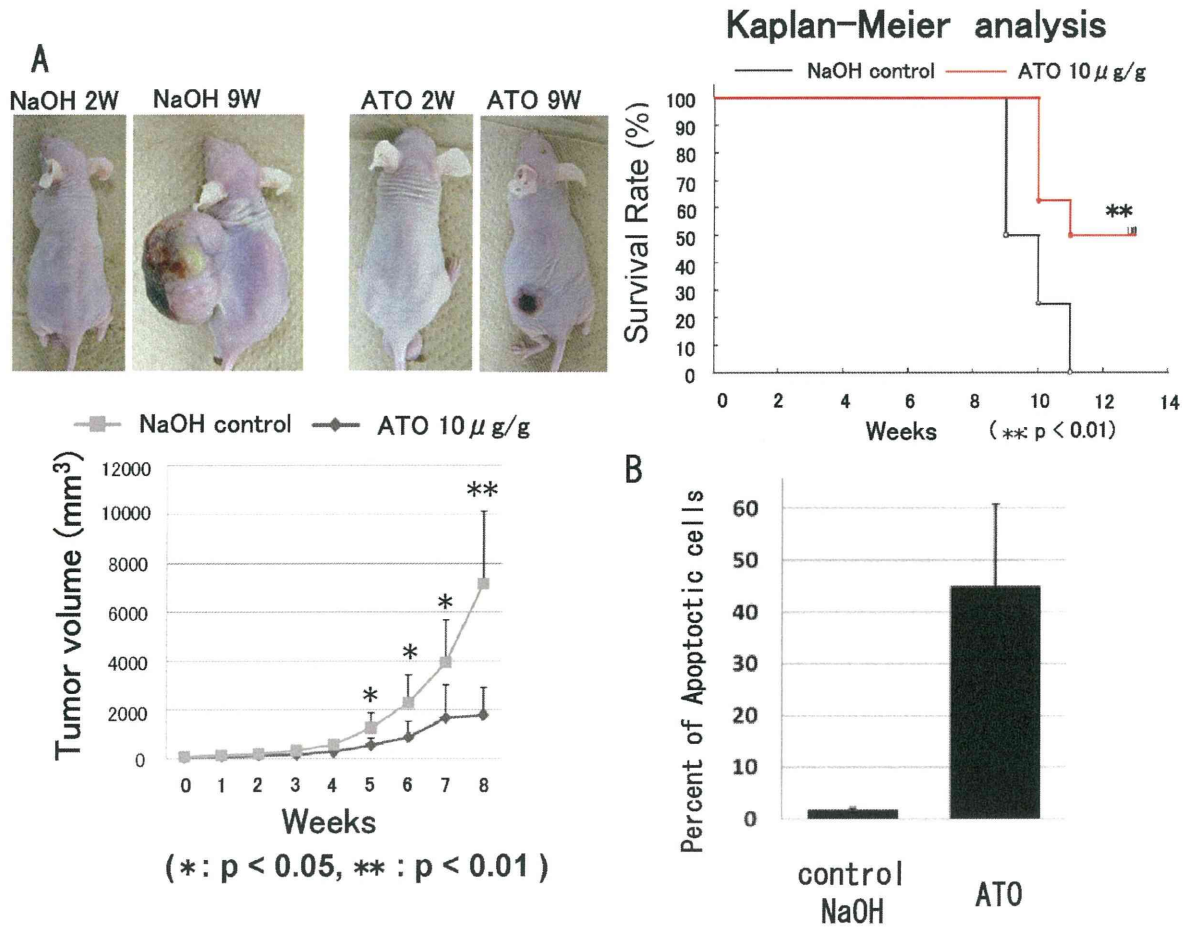 A
NaOH 2W
NaOH 9W
ATO 2W
ATO 9W
Kaplan-Meier analysis
NaOH control
ATO 10μg/g
Survival Rate (%)
100
90
80
70
60
50
40
30
20
10
0
**
0
2
4
6
8
10
12
14
Weeks
(**: p < 0.01)
NaOH control
ATO 10μg/g
Tumor volume (mm³)
12000
10000
8000
6000
4000
2000
0
*
*
*
**
0
1
2
3
4
5
6
7
8
Weeks
(*: p < 0.05, ** : p < 0.01 )
B
Percent of Apoptoctic cells
60
50
40
30
20
10
0
control
NaOH
ATO